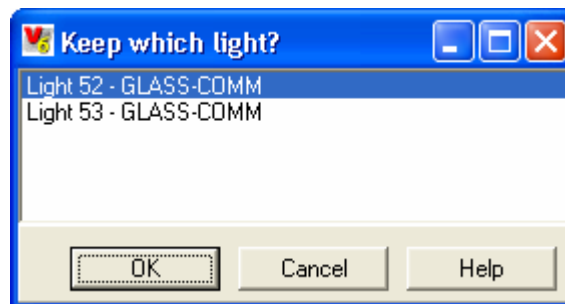 Keep which light?
Light 52 - GLASS-COMM
Light 53 - GLASS-COMM
OK Cancel Help